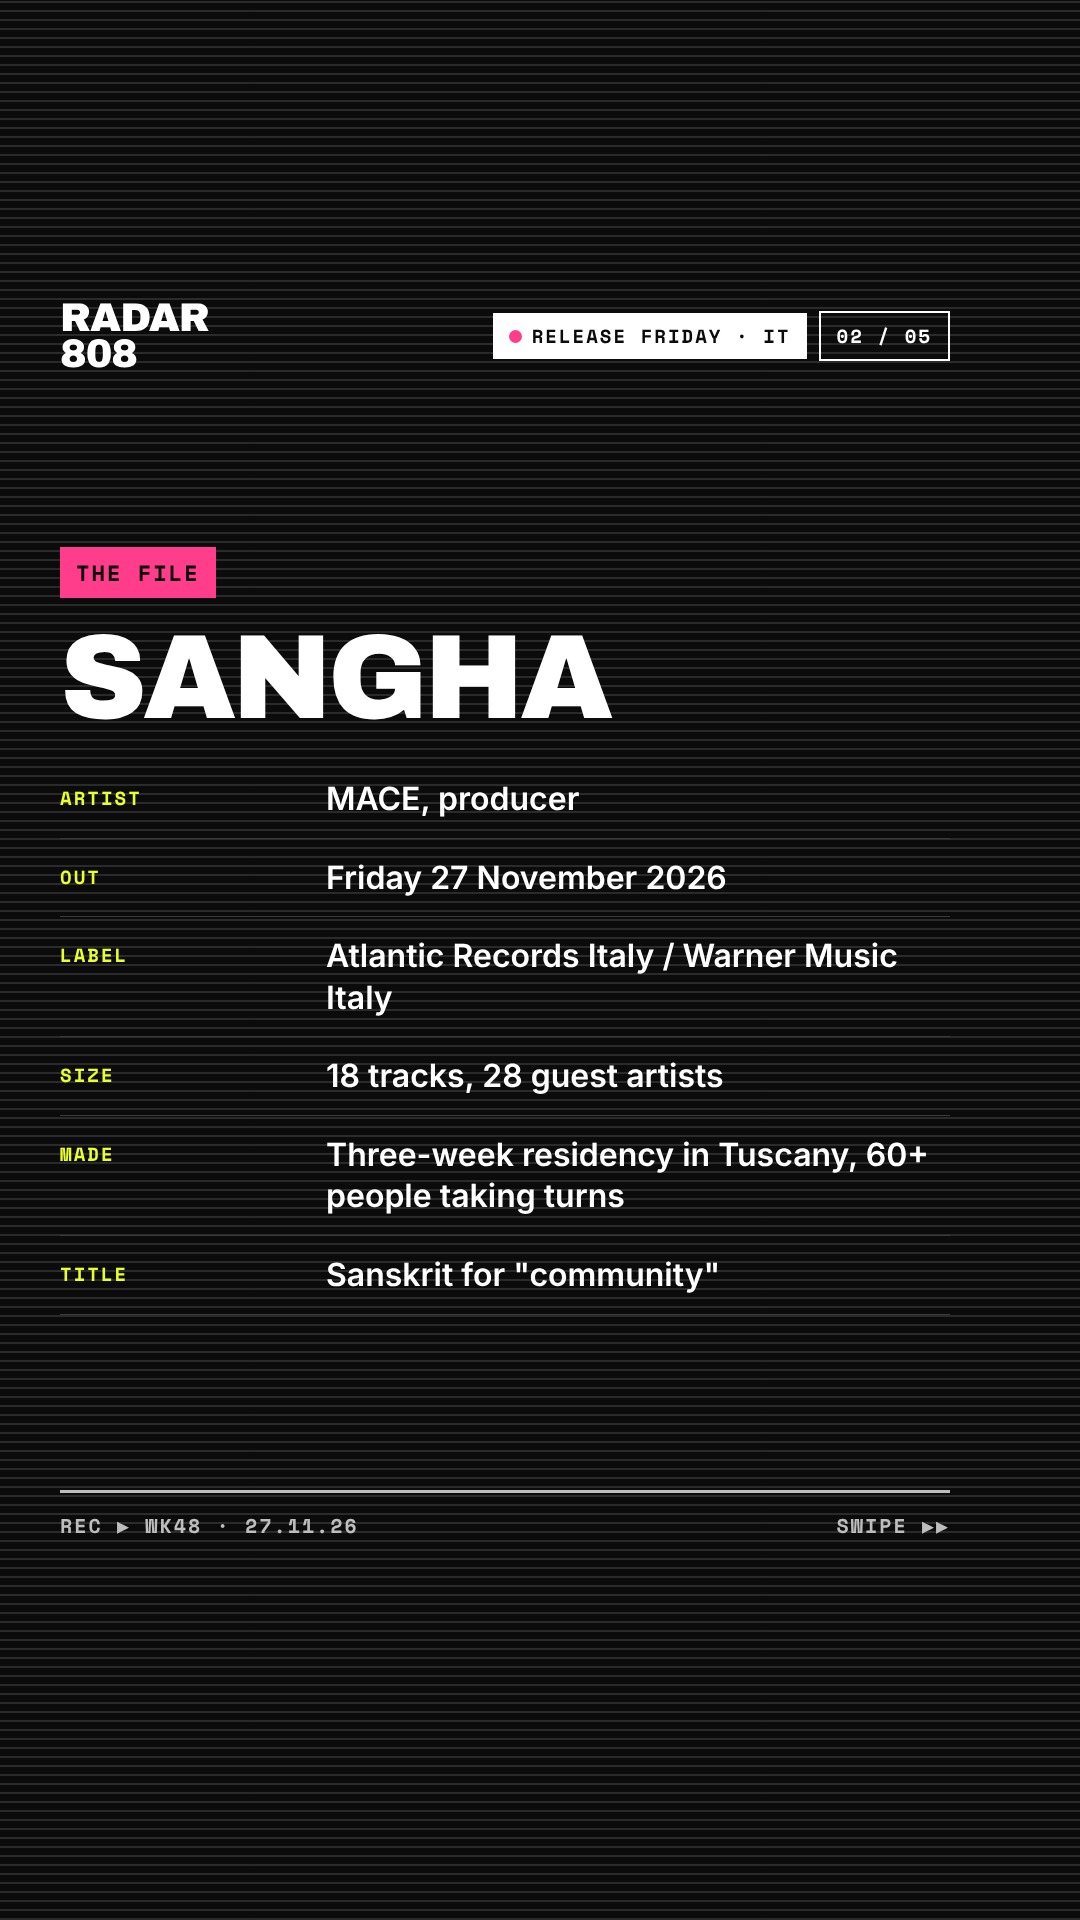 RADAR
808
RELEASE FRIDAY · IT
02 / 05
THE FILE
SANGHA
ARTIST
MACE, producer
OUT
Friday 27 November 2026
LABEL
Atlantic Records Italy / Warner Music
Italy
SIZE
18 tracks, 28 guest artists
MADE
Three-week residency in Tuscany, 60+
people taking turns
TITLE
Sanskrit for "community"
REC ▶ WK48 · 27.11.26
SWIPE ▶▶